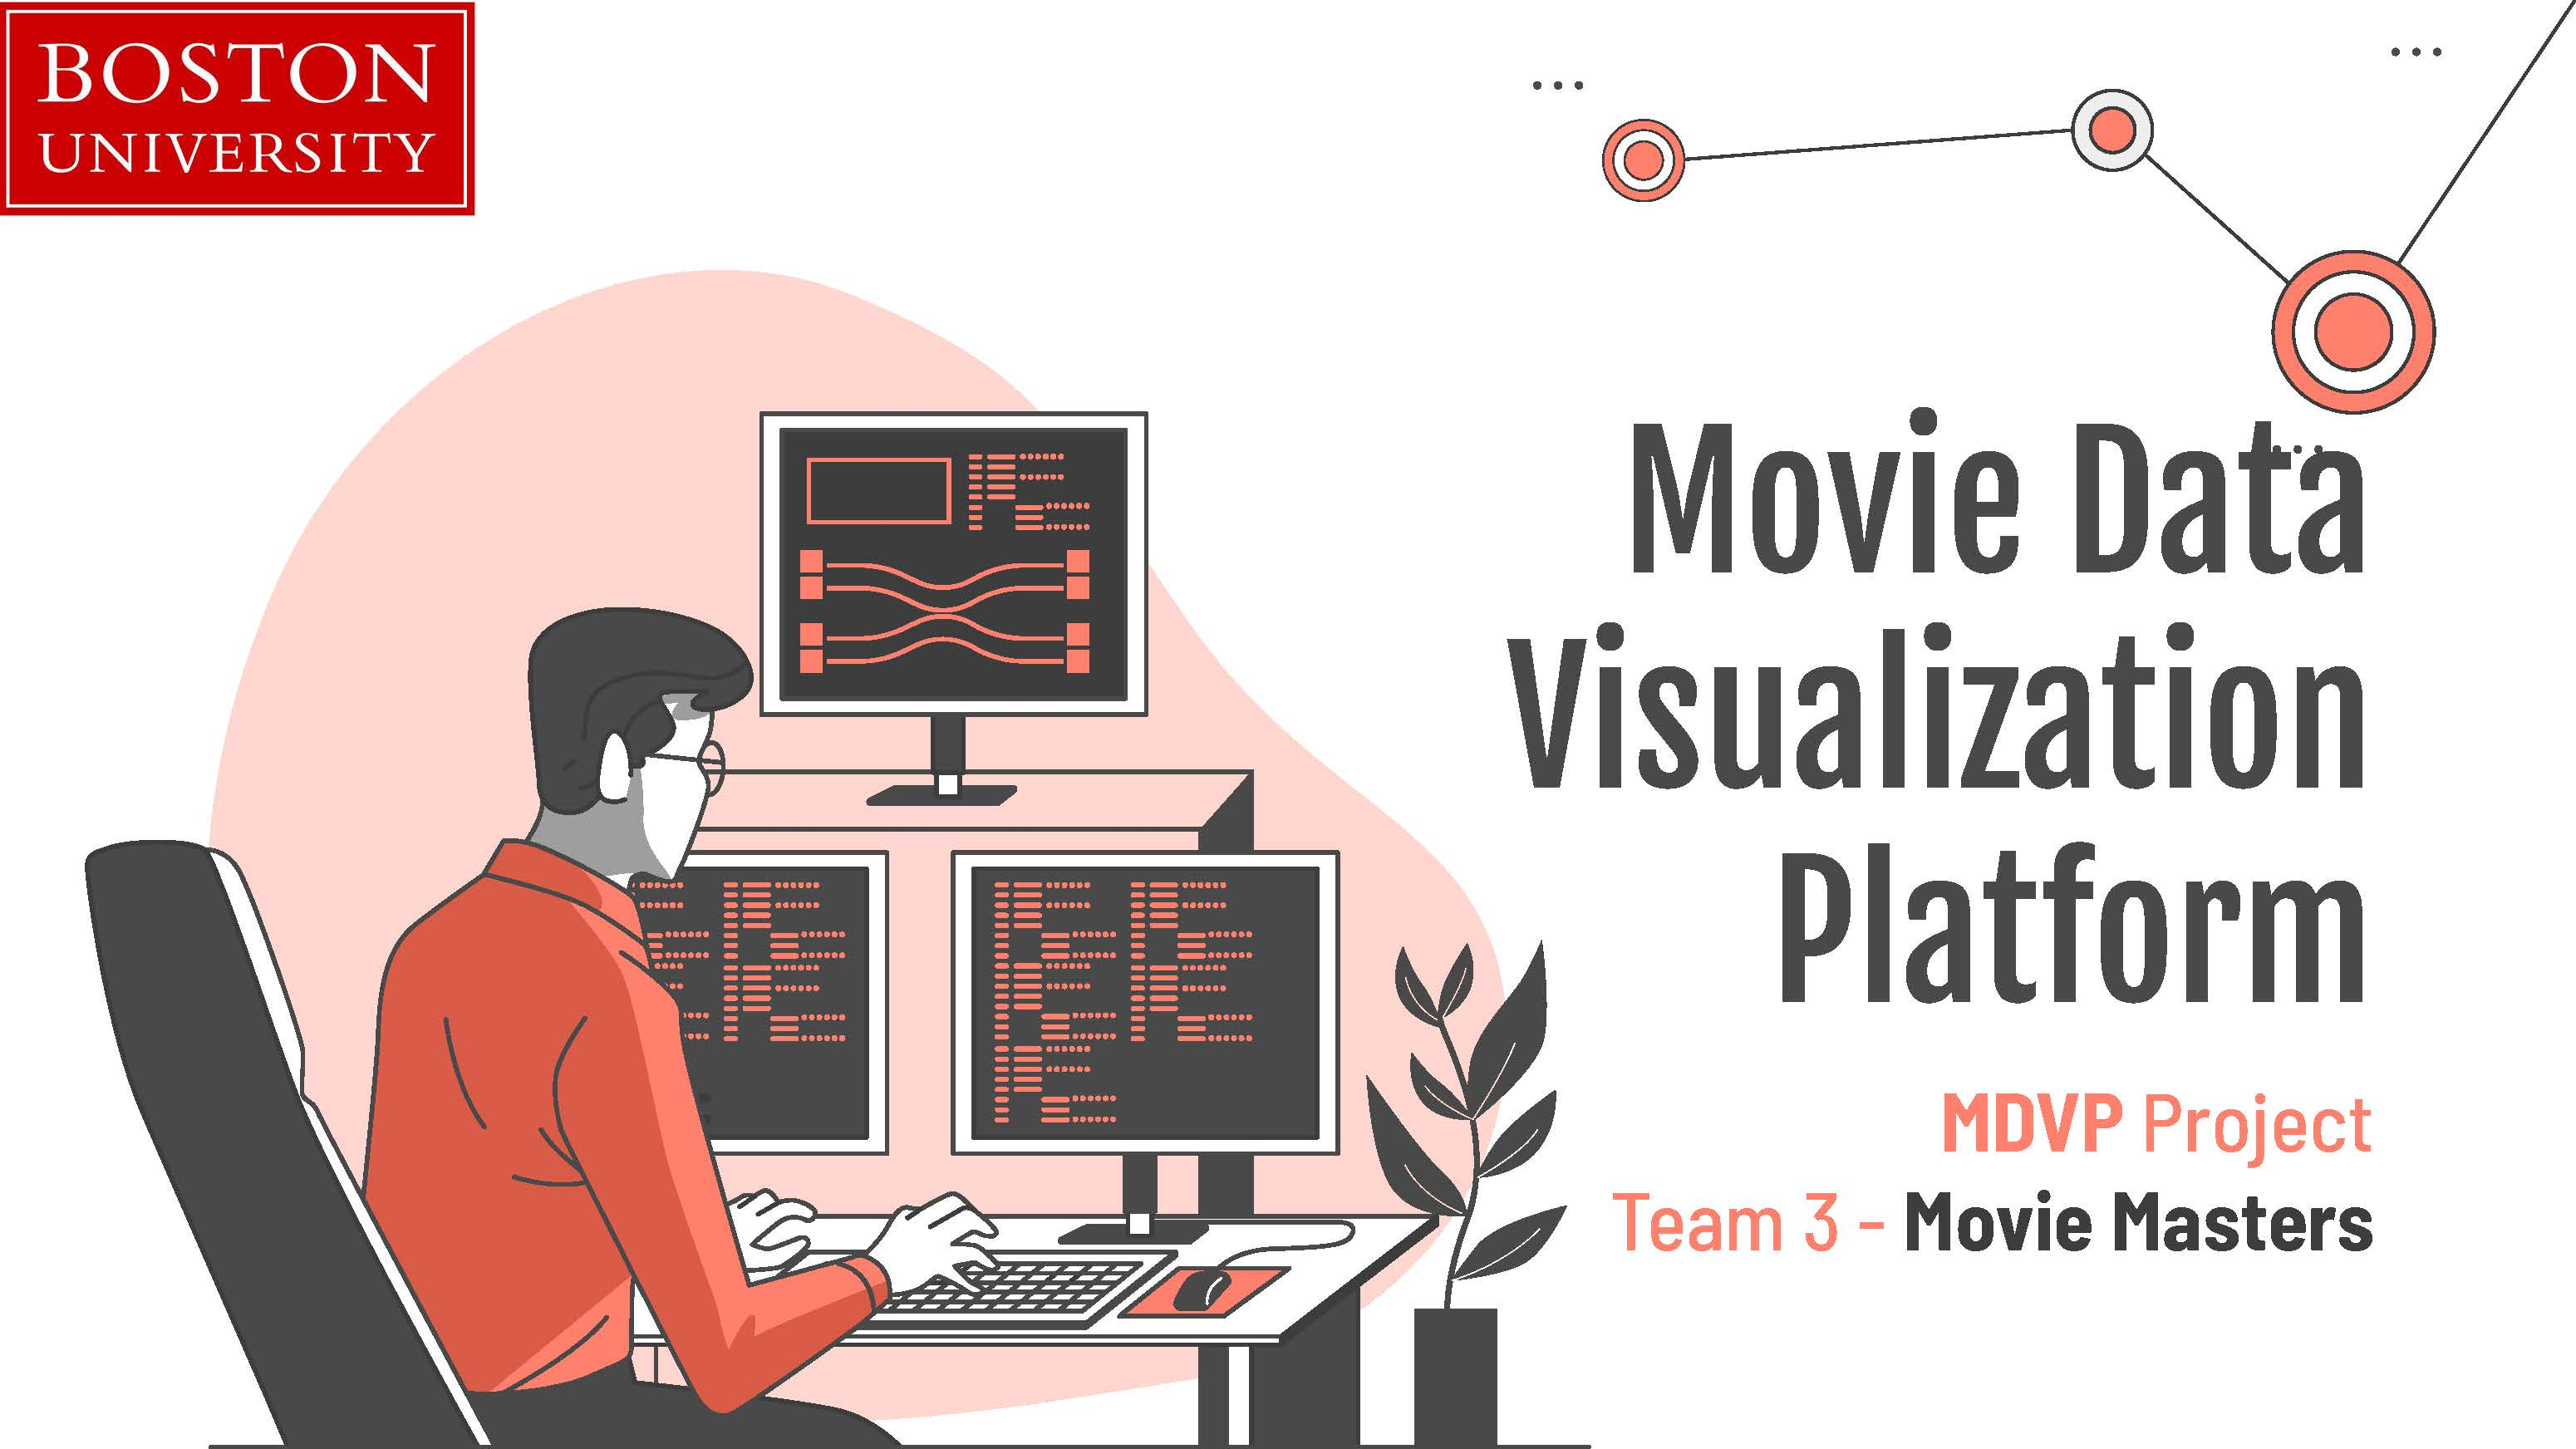 BOSTON
UNIVERSITY
Movie Data
Visualization
Platform
MDVP Project
Team 3 - Movie Masters